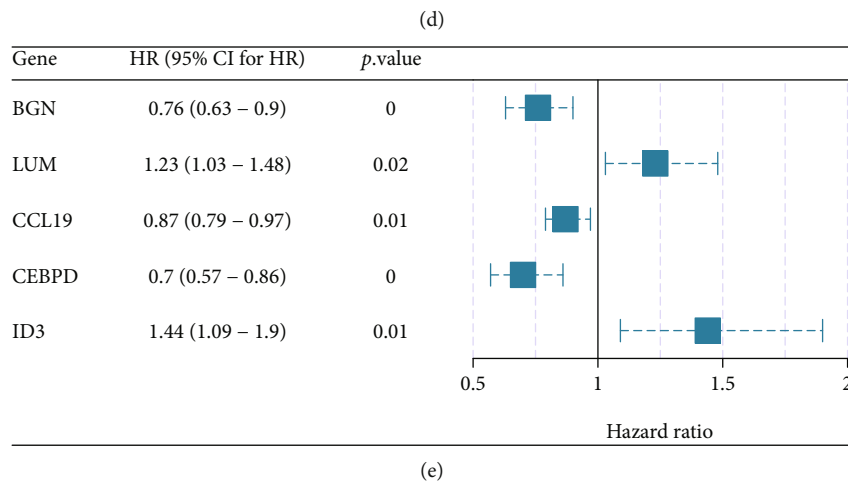 (d)
Gene HR (95% CI for HR) p.value
BGN 0.76 (0.63 − 0.9) 0
LUM 1.23 (1.03 − 1.48) 0.02
CCL19 0.87 (0.79 − 0.97) 0.01
CEBPD 0.7 (0.57 − 0.86) 0
ID3 1.44 (1.09 − 1.9) 0.01
0.5 1 1.5 2
Hazard ratio
(e)